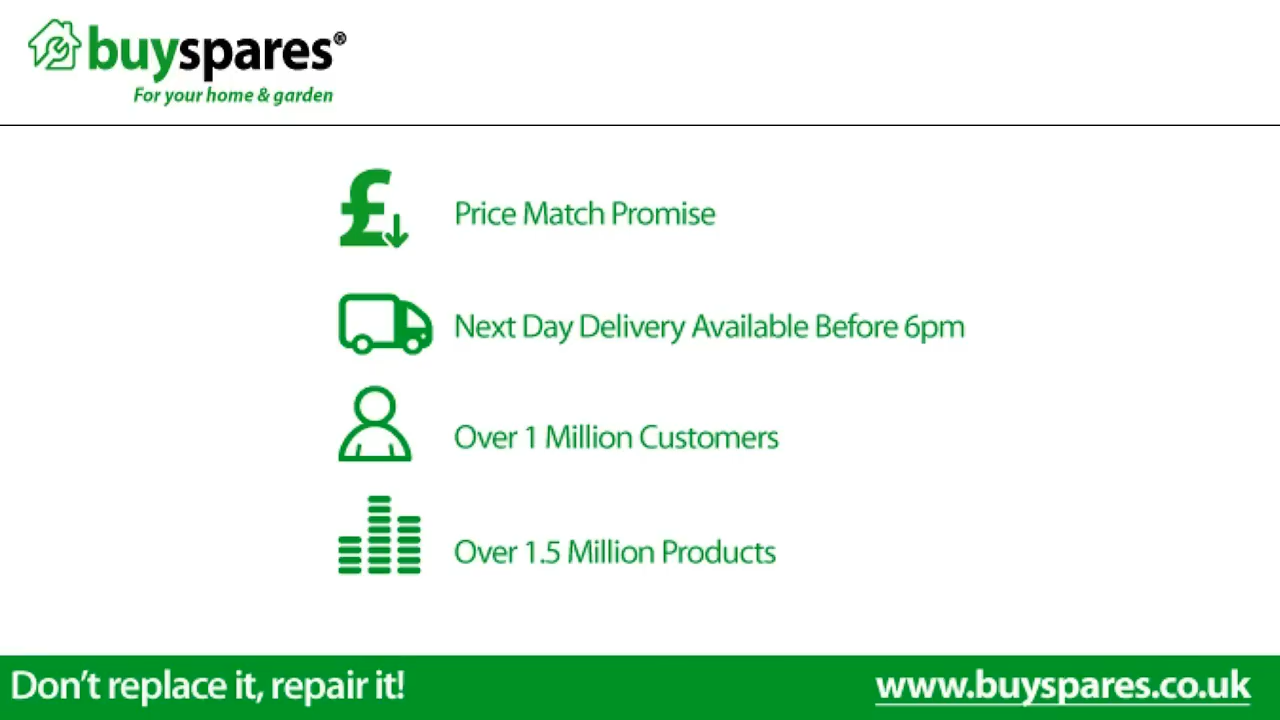 buyspares®
For your home & garden
£
Price Match Promise
Next Day Delivery Available Before 6pm
Over 1 Million Customers
Over 1.5 Million Products
Don't replace it, repair it!
www.buyspares.co.uk